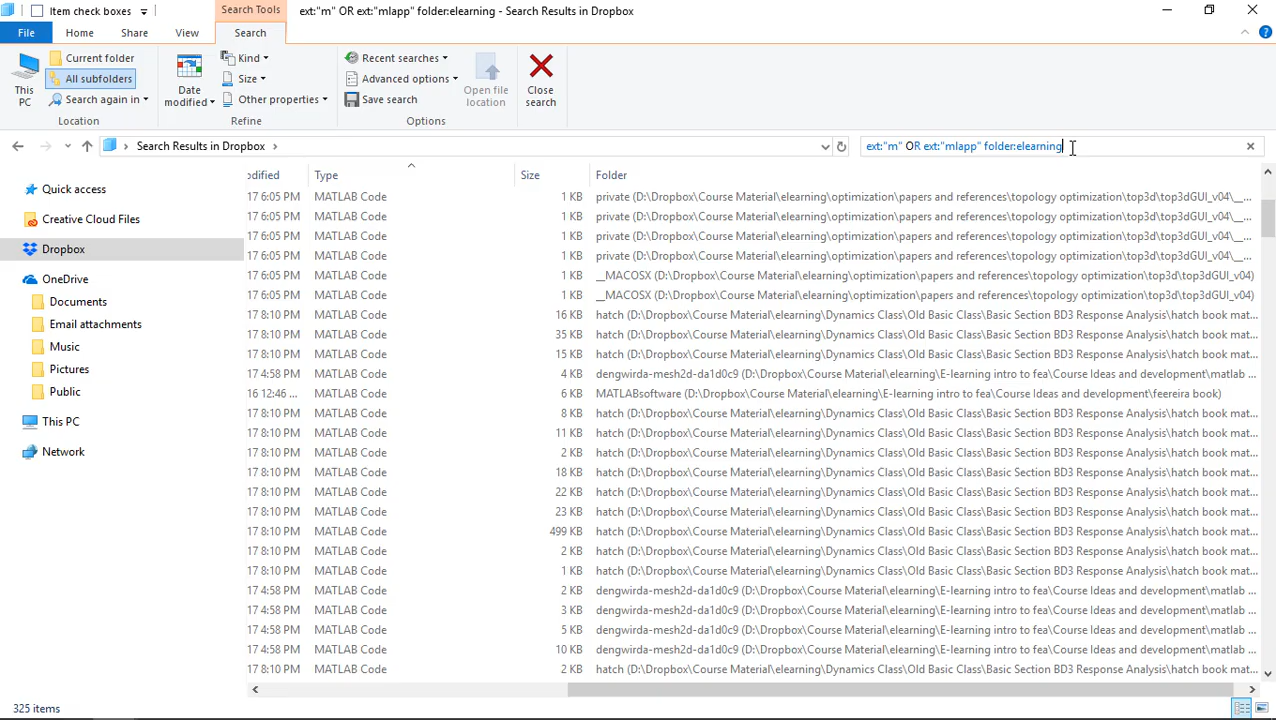 Item check boxes
Search Tools
ext:"m" OR ext:"mlapp" folder:elearning - Search Results in Dropbox
File
Home
Share
View
Search
This PC
Current folder
All subfolders
Search again in
Location
Date modified
Kind
Size
Other properties
Refine
Recent searches
Advanced options
Save search
Options
Open file location
Close search
Search Results in Dropbox
ext:"m" OR ext:"mlapp" folder:elearning
Quick access
Creative Cloud Files
Dropbox
OneDrive
Documents
Email attachments
Music
Pictures
Public
This PC
Network
odified Type Size Folder
17 6:05 PM MATLAB Code 1 KB private (D:\Dropbox\Course Material\elearning\optimization\papers and references\topology optimization\top3d\top3dGUI_v04\__...
17 6:05 PM MATLAB Code 1 KB private (D:\Dropbox\Course Material\elearning\optimization\papers and references\topology optimization\top3d\top3dGUI_v04\__...
17 6:05 PM MATLAB Code 1 KB private (D:\Dropbox\Course Material\elearning\optimization\papers and references\topology optimization\top3d\top3dGUI_v04\__...
17 6:05 PM MATLAB Code 1 KB private (D:\Dropbox\Course Material\elearning\optimization\papers and references\topology optimization\top3d\top3dGUI_v04\__...
17 6:05 PM MATLAB Code 1 KB __MACOSX (D:\Dropbox\Course Material\elearning\optimization\papers and references\topology optimization\top3d\top3dGUI_v04)
17 6:05 PM MATLAB Code 1 KB __MACOSX (D:\Dropbox\Course Material\elearning\optimization\papers and references\topology optimization\top3d\top3dGUI_v04)
17 8:10 PM MATLAB Code 16 KB hatch (D:\Dropbox\Course Material\elearning\Dynamics Class\Old Basic Class\Basic Section BD3 Response Analysis\hatch book mat...
17 8:10 PM MATLAB Code 35 KB hatch (D:\Dropbox\Course Material\elearning\Dynamics Class\Old Basic Class\Basic Section BD3 Response Analysis\hatch book mat...
17 8:10 PM MATLAB Code 15 KB hatch (D:\Dropbox\Course Material\elearning\Dynamics Class\Old Basic Class\Basic Section BD3 Response Analysis\hatch book mat...
17 4:58 PM MATLAB Code 4 KB dengwirda-mesh2d-da1d0c9 (D:\Dropbox\Course Material\elearning\E-learning intro to fea\Course Ideas and development\matlab ...
16 12:46 ... MATLAB Code 6 KB MATLABsoftware (D:\Dropbox\Course Material\elearning\E-learning intro to fea\Course Ideas and development\feereira book)
17 8:10 PM MATLAB Code 8 KB hatch (D:\Dropbox\Course Material\elearning\Dynamics Class\Old Basic Class\Basic Section BD3 Response Analysis\hatch book mat...
17 8:10 PM MATLAB Code 11 KB hatch (D:\Dropbox\Course Material\elearning\Dynamics Class\Old Basic Class\Basic Section BD3 Response Analysis\hatch book mat...
17 8:10 PM MATLAB Code 2 KB hatch (D:\Dropbox\Course Material\elearning\Dynamics Class\Old Basic Class\Basic Section BD3 Response Analysis\hatch book mat...
17 8:10 PM MATLAB Code 18 KB hatch (D:\Dropbox\Course Material\elearning\Dynamics Class\Old Basic Class\Basic Section BD3 Response Analysis\hatch book mat...
17 8:10 PM MATLAB Code 22 KB hatch (D:\Dropbox\Course Material\elearning\Dynamics Class\Old Basic Class\Basic Section BD3 Response Analysis\hatch book mat...
17 8:10 PM MATLAB Code 23 KB hatch (D:\Dropbox\Course Material\elearning\Dynamics Class\Old Basic Class\Basic Section BD3 Response Analysis\hatch book mat...
17 8:10 PM MATLAB Code 499 KB hatch (D:\Dropbox\Course Material\elearning\Dynamics Class\Old Basic Class\Basic Section BD3 Response Analysis\hatch book mat...
17 8:10 PM MATLAB Code 2 KB hatch (D:\Dropbox\Course Material\elearning\Dynamics Class\Old Basic Class\Basic Section BD3 Response Analysis\hatch book mat...
17 8:10 PM MATLAB Code 1 KB hatch (D:\Dropbox\Course Material\elearning\Dynamics Class\Old Basic Class\Basic Section BD3 Response Analysis\hatch book mat...
17 4:58 PM MATLAB Code 2 KB dengwirda-mesh2d-da1d0c9 (D:\Dropbox\Course Material\elearning\E-learning intro to fea\Course Ideas and development\matlab ...
17 4:58 PM MATLAB Code 3 KB dengwirda-mesh2d-da1d0c9 (D:\Dropbox\Course Material\elearning\E-learning intro to fea\Course Ideas and development\matlab ...
17 4:58 PM MATLAB Code 5 KB dengwirda-mesh2d-da1d0c9 (D:\Dropbox\Course Material\elearning\E-learning intro to fea\Course Ideas and development\matlab ...
17 4:58 PM MATLAB Code 10 KB dengwirda-mesh2d-da1d0c9 (D:\Dropbox\Course Material\elearning\E-learning intro to fea\Course Ideas and development\matlab ...
17 8:10 PM MATLAB Code 2 KB hatch (D:\Dropbox\Course Material\elearning\Dynamics Class\Old Basic Class\Basic Section BD3 Response Analysis\hatch book mat...
325 items